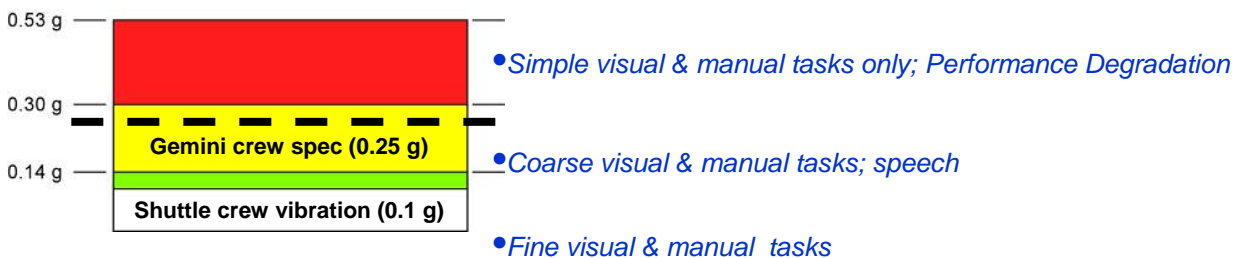 0.53 g
•Simple visual & manual tasks only; Performance Degradation
0.30 g
Gemini crew spec (0.25 g)
•Coarse visual & manual tasks; speech
0.14 g
Shuttle crew vibration (0.1 g)
•Fine visual & manual tasks